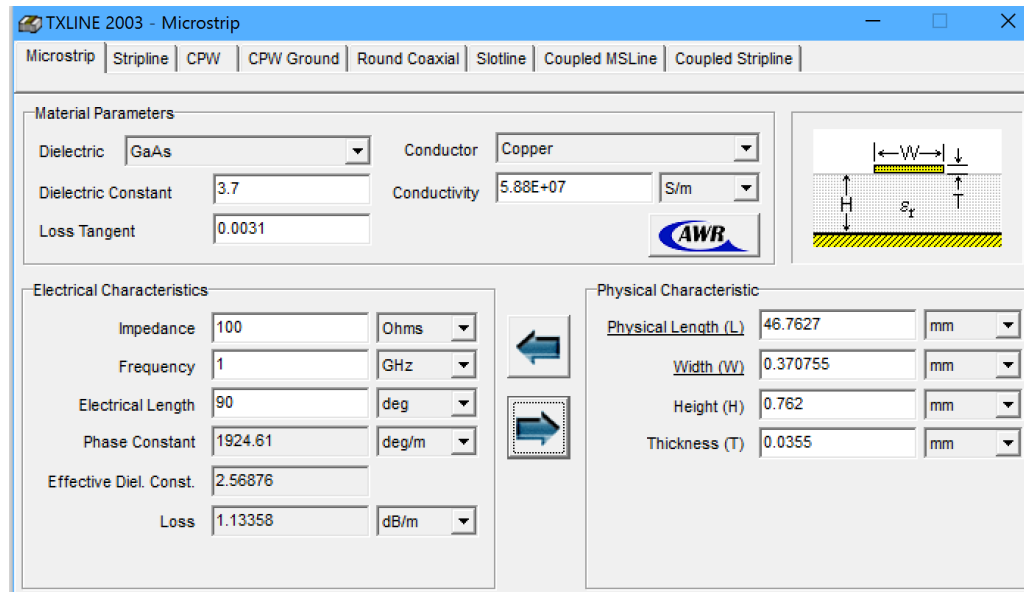 TXLINE 2003 - Microstrip
Microstrip Stripline CPW CPW Ground Round Coaxial Slotline Coupled MSLine Coupled Stripline
Material Parameters
Dielectric GaAs Conductor Copper
Dielectric Constant 3.7 Conductivity 5.88E+07 S/m
Loss Tangent 0.0031 AWR
W
T
H
εr
Electrical Characteristics
Impedance 100 Ohms
Frequency 1 GHz
Electrical Length 90 deg
Phase Constant 1924.61 deg/m
Effective Diel. Const. 2.56876
Loss 1.13358 dB/m
Physical Characteristic
Physical Length (L) 46.7627 mm
Width (W) 0.370755 mm
Height (H) 0.762 mm
Thickness (T) 0.0355 mm